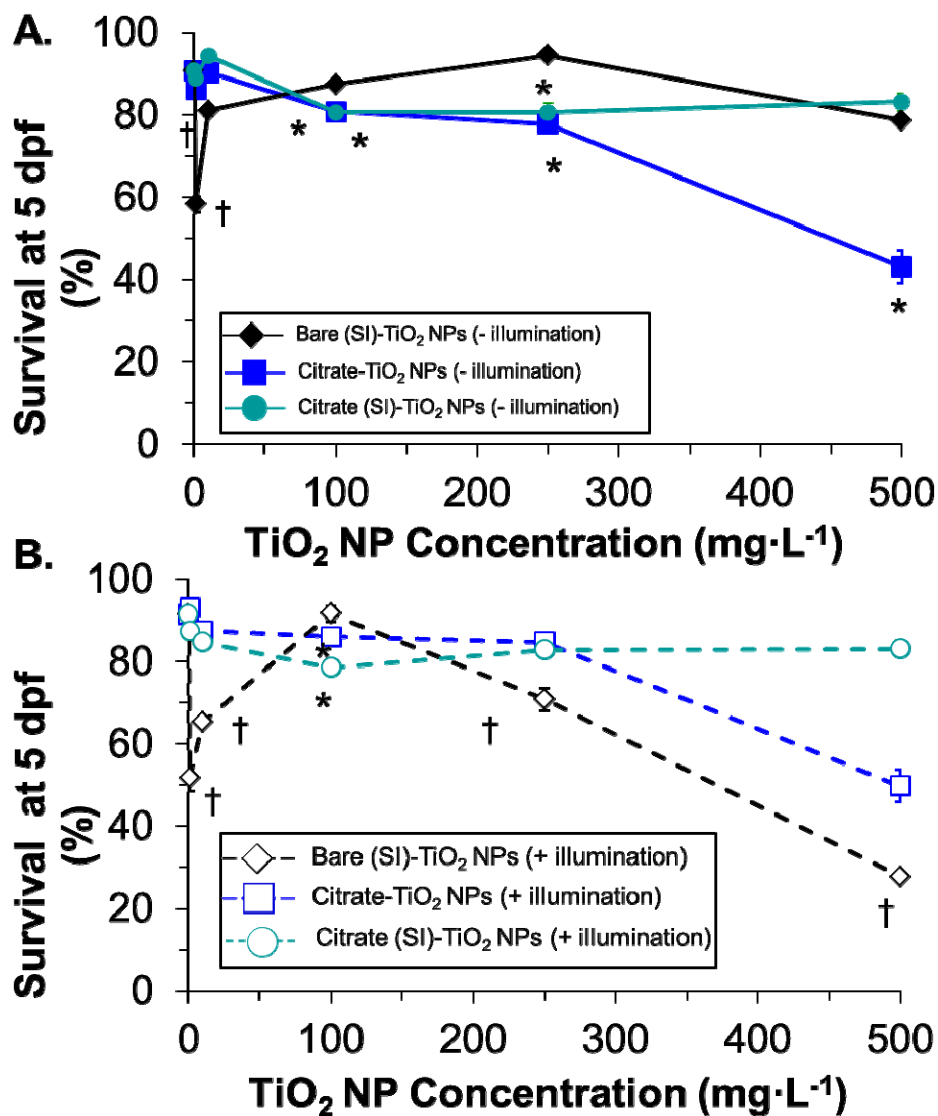 A.
100
80
60
40
20
0
Survival at 5 dpf
(%)
†
†
*
*
*
*
*
Bare (SI)-TiO₂ NPs (- illumination)
Citrate-TiO₂ NPs (- illumination)
Citrate (SI)-TiO₂ NPs (- illumination)
0 100 200 300 400 500
TiO₂ NP Concentration (mg·L⁻¹)
B.
100
80
60
40
20
0
Survival at 5 dpf
(%)
*
*
†
†
†
†
Bare (SI)-TiO₂ NPs (+ illumination)
Citrate-TiO₂ NPs (+ illumination)
Citrate (SI)-TiO₂ NPs (+ illumination)
0 100 200 300 400 500
TiO₂ NP Concentration (mg·L⁻¹)